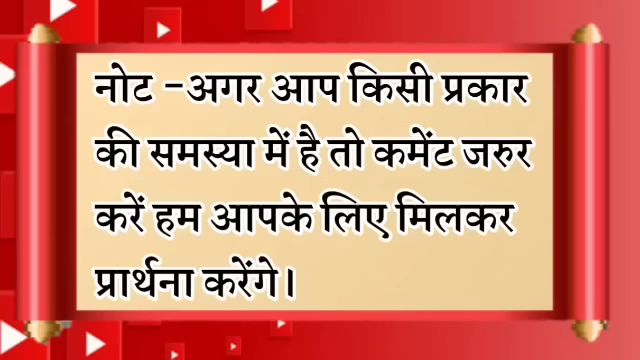 नोट -अगर आप किसी प्रकार
की समस्या में है तो कमेंट जरुर
करें हम आपके लिए मिलकर
प्रार्थना करेंगे।